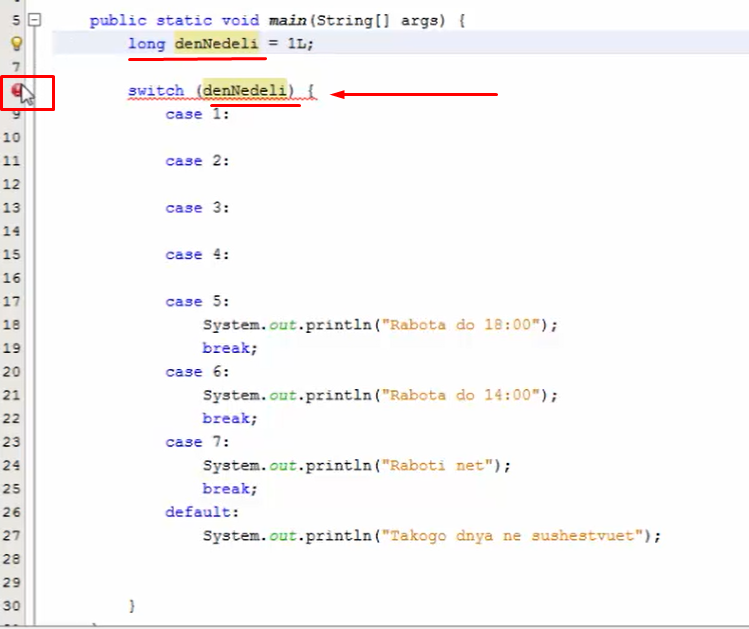 5 public static void main(String[] args) {
long denNedeli = 1L;
7
switch (denNedeli) {
9 case 1:
10
11 case 2:
12
13 case 3:
14
15 case 4:
16
17 case 5:
18 System.out.println("Rabota do 18:00");
19 break;
20 case 6:
21 System.out.println("Rabota do 14:00");
22 break;
23 case 7:
24 System.out.println("Raboti net");
25 break;
26 default:
27 System.out.println("Takogo dnya ne sushestvuet");
28
29
30 }